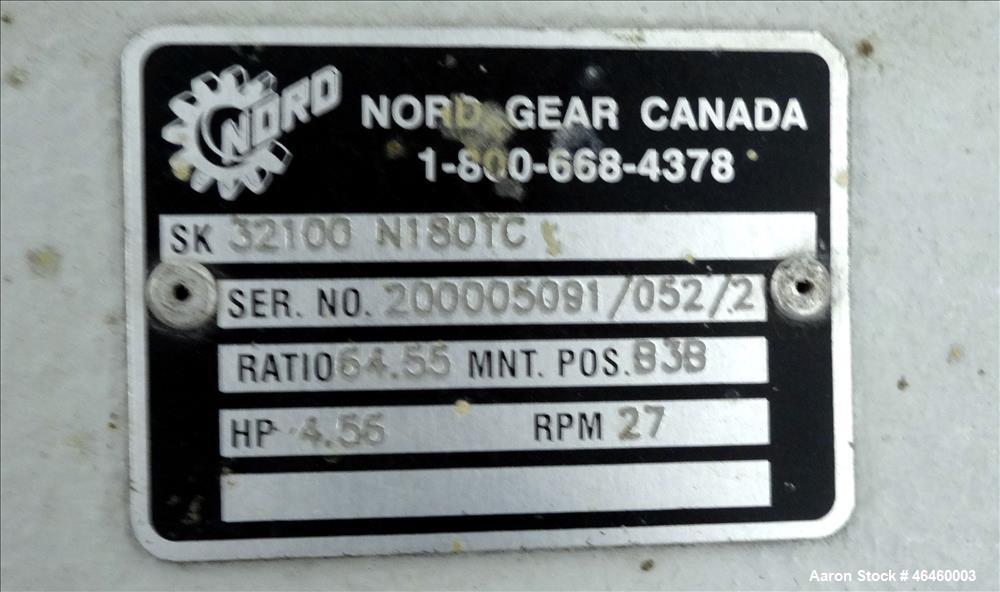 NORD
NORD GEAR CANADA
1-800-668-4378
SK 32100 N180TC
SER. NO. 200005091/052/2
RATIO 64.55 MNT. POS. B3B
HP 4.56 RPM 27
Aaron Stock # 46460003